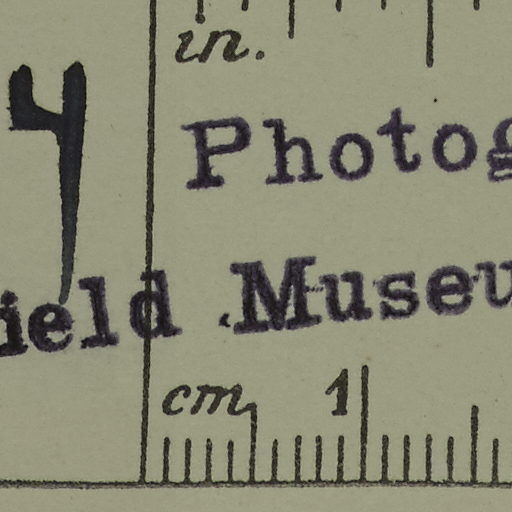 in.
4
Photog
ield Museu
cm 1